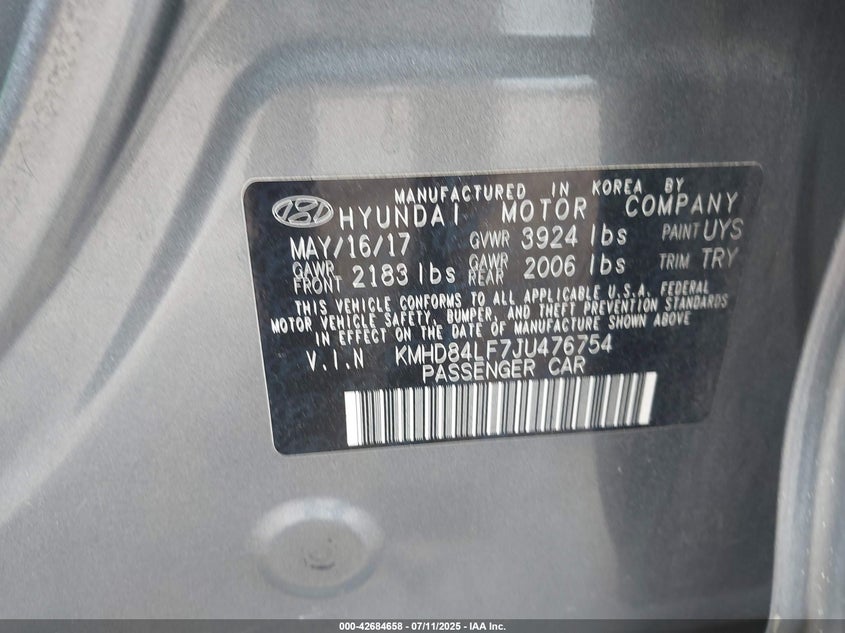 MANUFACTURED IN KOREA BY
HYUNDAI MOTOR COMPANY
MAY/16/17 GVWR 3924 lbs PAINT UYS
GAWR FRONT 2183 lbs GAWR REAR 2006 lbs TRIM TRY
THIS VEHICLE CONFORMS TO ALL APPLICABLE U.S.A. FEDERAL
MOTOR VEHICLE SAFETY, BUMPER, AND THEFT PREVENTION STANDARDS
IN EFFECT ON THE DATE OF MANUFACTURE SHOWN ABOVE
V.I.N KMHD84LF7JU476754
PASSENGER CAR
000-42684658 - 07/11/2025 - IAA Inc.